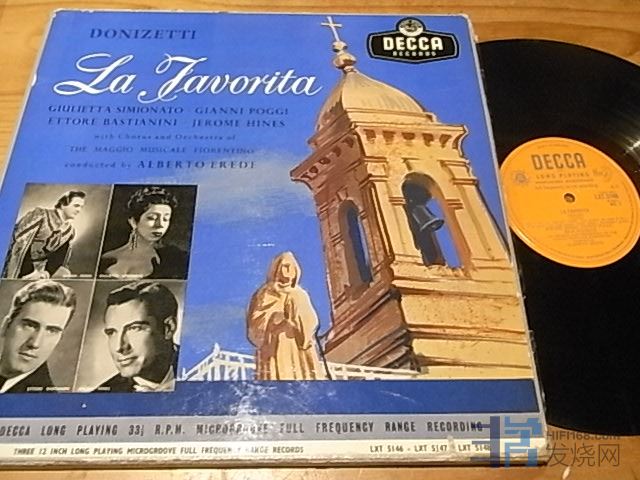 DONIZETTI
DECCA
RECORDS
La Favorita
GIULIETTA SIMIONATO · GIANNI POGGI
ETTORE BASTIANINI · JEROME HINES
with Chorus and Orchestra of
THE MAGGIO MUSICALE FIORENTINO
conducted by ALBERTO EREDE
DECCA
LONG PLAYING
DECCA LONG PLAYING 33⅓ R.P.M. MICROGROOVE FULL FREQUENCY RANGE RECORDING
THREE 12 INCH LONG PLAYING MICROGROOVE FULL FREQUENCY RANGE RECORDS
LXT 5146 · LXT 5147
HIFI168.com
发烧网